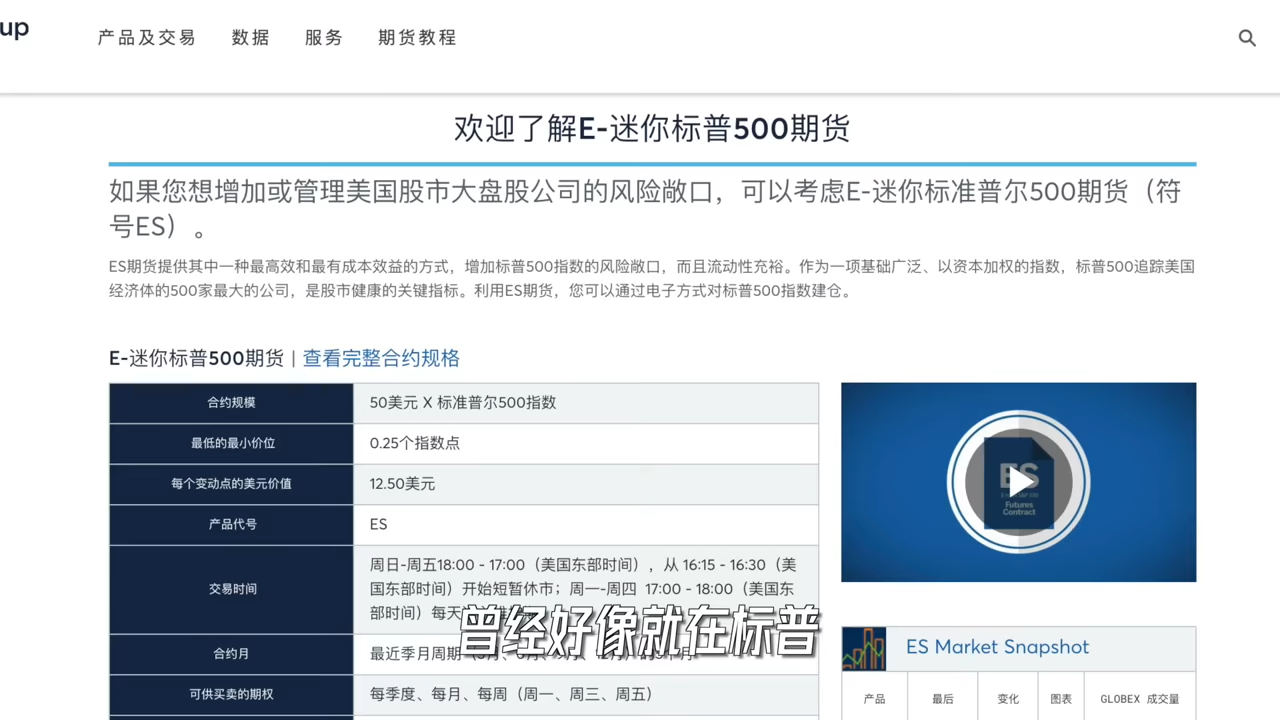 up
产品及交易 数据 服务 期货教程
欢迎了解E-迷你标普500期货
如果您想增加或管理美国股市大盘股公司的风险敞口，可以考虑E-迷你标准普尔500期货（符
号ES）。
ES期货提供其中一种最高效和最有成本效益的方式，增加标普500指数的风险敞口，而且流动性充裕。作为一项基础广泛、以资本加权的指数，标普500追踪美国
经济体的500家最大的公司，是股市健康的关键指标。利用ES期货，您可以通过电子方式对标普500指数建仓。
E-迷你标普500期货 | 查看完整合约规格
合约规模 50美元 X 标准普尔500指数
最低的最小价位 0.25个指数点
每个变动点的美元价值 12.50美元
产品代号 ES
交易时间
周日-周五18:00 - 17:00（美国东部时间），从 16:15 - 16:30（美
国东部时间）开始短暂休市；周一-周四 17:00 - 18:00（美国东
部时间）每天
合约月 最近季月周期
可供买卖的期权 每季度、每月、每周（周一、周三、周五）
ES
Futures
Contract
ES Market Snapshot
产品 最后 变化 图表 GLOBEX 成交量
曾经好像就在标普